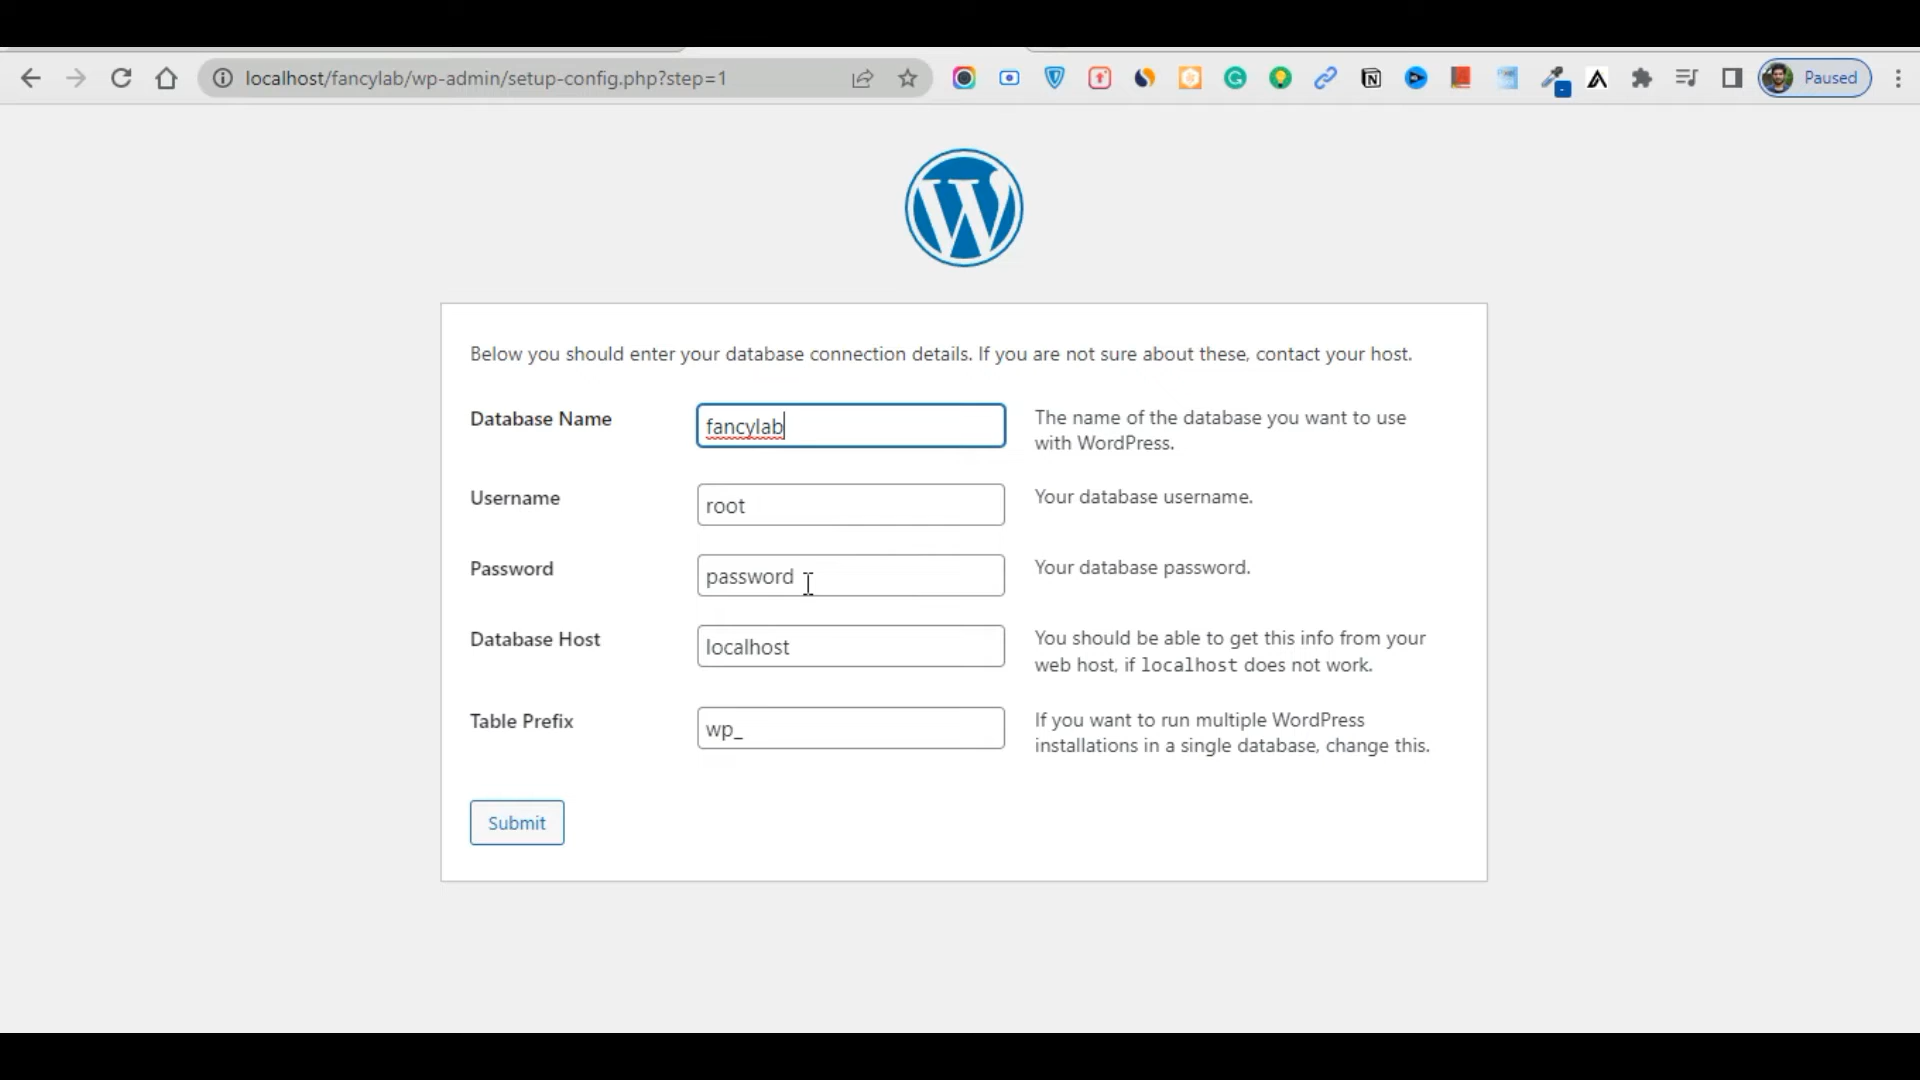 localhost/fancylab/wp-admin/setup-config.php?step=1
Paused
Below you should enter your database connection details. If you are not sure about these, contact your host.
Database Name
fancylab
The name of the database you want to use
with WordPress.
Username
root
Your database username.
Password
password
Your database password.
Database Host
localhost
You should be able to get this info from your
web host, if localhost does not work.
Table Prefix
wp_
If you want to run multiple WordPress
installations in a single database, change this.
Submit